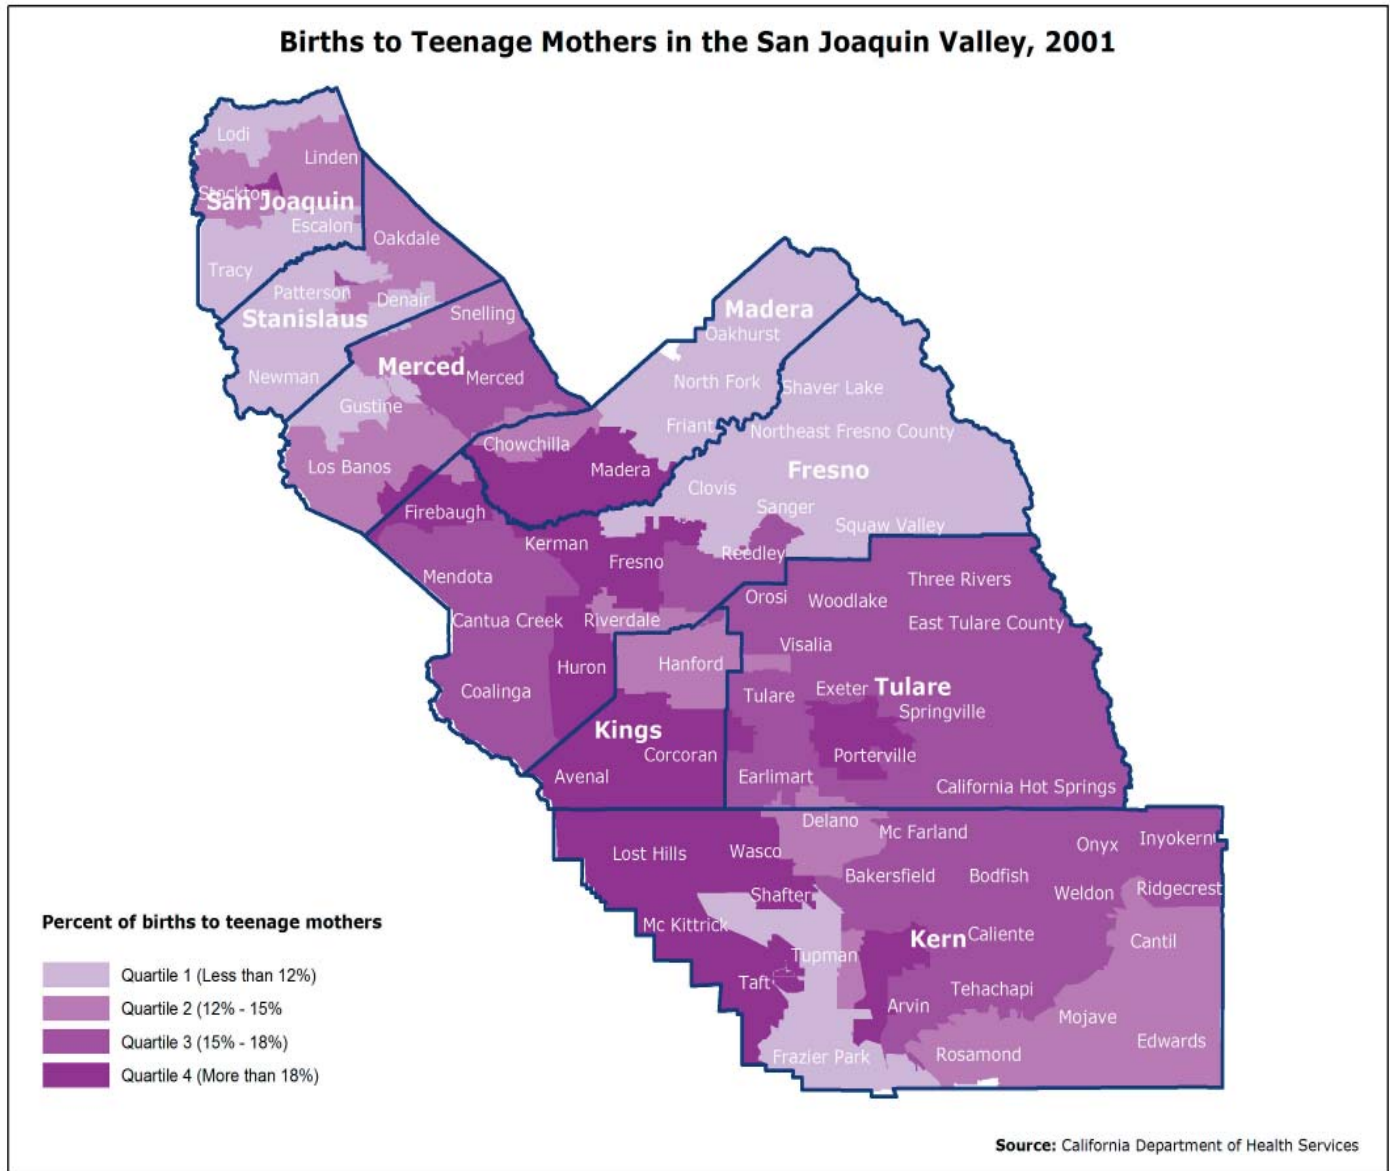 Births to Teenage Mothers in the San Joaquin Valley, 2001
Lodi
Linden
Stockton
San Joaquin
Escalon
Oakdale
Tracy
Patterson
Denair
Stanislaus
Snelling
Madera
Oakhurst
Newman
Merced
Merced
North Fork
Shaver Lake
Gustine
Friant
Northeast Fresno County
Chowchilla
Los Banos
Madera
Fresno
Clovis
Sanger
Firebaugh
Squaw Valley
Kerman
Fresno
Reedley
Mendota
Three Rivers
Orosi
Woodlake
Cantua Creek
Riverdale
East Tulare County
Visalia
Huron
Hanford
Coalinga
Tulare
Exeter
Tulare
Springville
Kings
Corcoran
Porterville
Avenal
Earlimart
California Hot Springs
Delano
Mc Farland
Lost Hills
Wasco
Onyx
Inyokern
Bakersfield
Bodfish
Shafter
Weldon
Ridgecrest
Mc Kittrick
Kern
Caliente
Cantil
Tupman
Taft
Tehachapi
Arvin
Mojave
Edwards
Frazier Park
Rosamond
Percent of births to teenage mothers
Quartile 1 (Less than 12%)
Quartile 2 (12% - 15%
Quartile 3 (15% - 18%)
Quartile 4 (More than 18%)
Source: California Department of Health Services